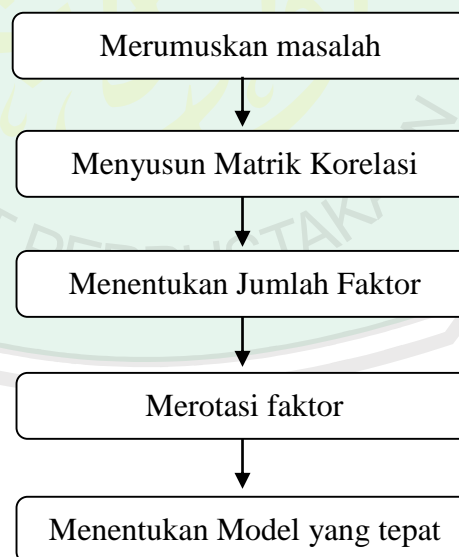 Merumuskan masalah
Menyusun Matrik Korelasi
Menentukan Jumlah Faktor
Merotasi faktor
Menentukan Model yang tepat